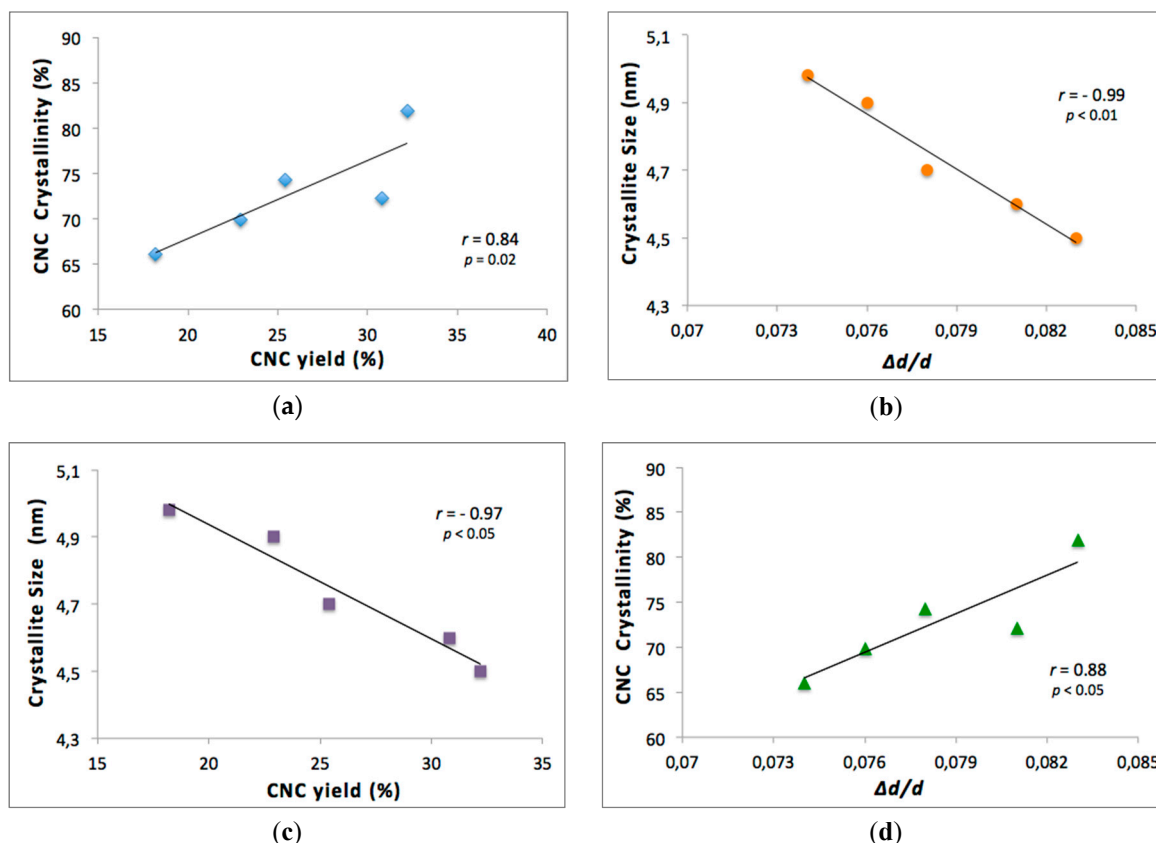 90
85
80
75
70
65
60
CNC Crystallinity (%)
r = 0.84
p = 0.02
15 20 25 30 35 40
CNC yield (%)
(a)
5,1
4,9
4,7
4,5
4,3
Crystallite Size (nm)
r = - 0.99
p < 0.01
0,07 0,073 0,076 0,079 0,082 0,085
Δd/d
(b)
5,1
4,9
4,7
4,5
4,3
Crystallite Size (nm)
r = - 0.97
p < 0.05
15 20 25 30 35
CNC yield (%)
(c)
90
85
80
75
70
65
60
CNC Crystallinity (%)
r = 0.88
p < 0.05
0,07 0,073 0,076 0,079 0,082 0,085
Δd/d
(d)